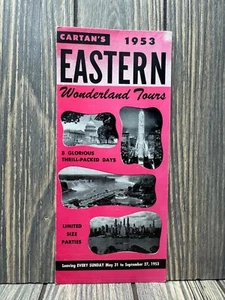 CARTAN'S 1953
EASTERN
Wonderland Tours
8 GLORIOUS
THRILL-PACKED DAYS
LIMITED
SIZE
PARTIES
Leaving EVERY SUNDAY May 31 to September 27, 1953